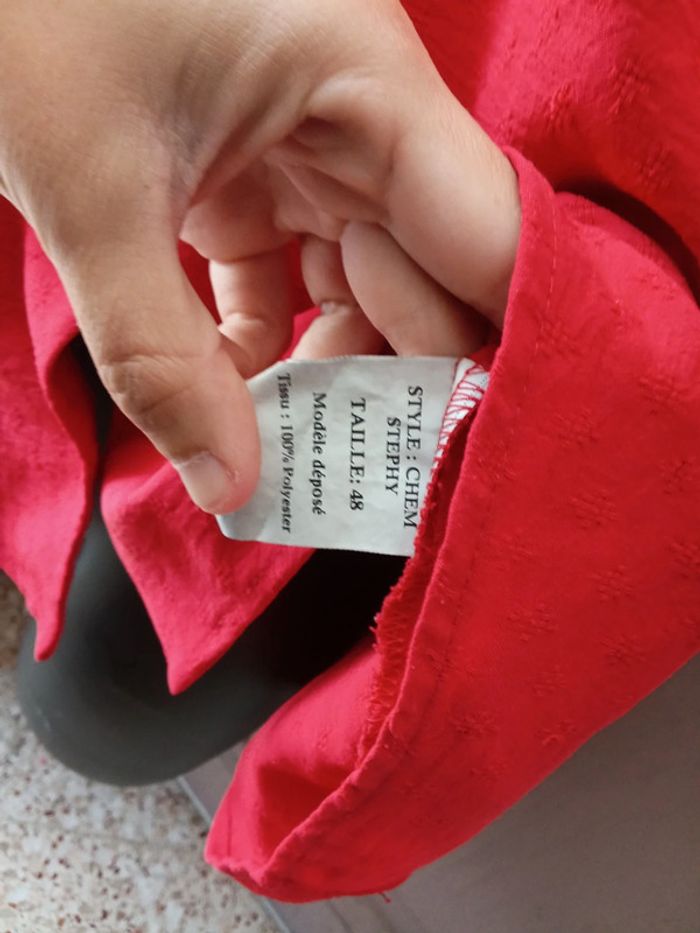 STYLE : CHEM
STEPHY
TAILLE: 48
Modèle déposé
Tissu : 100% Polyester